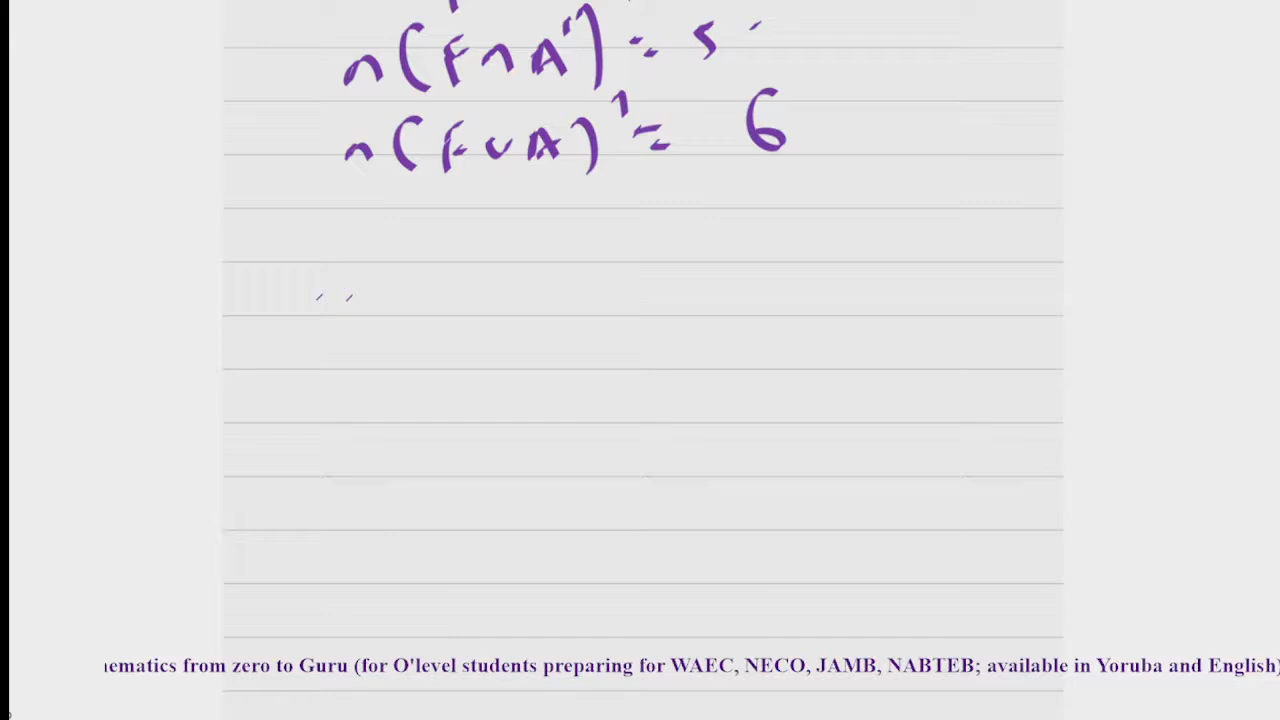 n(F∩A') = 5
n(F∪A)' = 6
ematics from zero to Guru (for O'level students preparing for WAEC, NECO, JAMB, NABTEB; available in Yoruba and English)